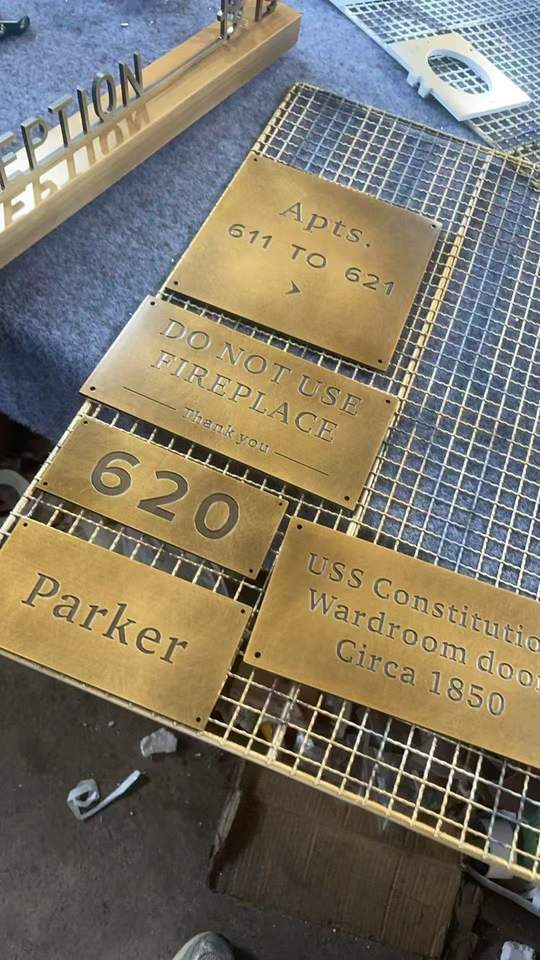 EPTION
Apts.
611 TO 621
DO NOT USE
FIREPLACE
Thank you
620
Parker
USS Constitutio
Wardroom doo
Circa 1850